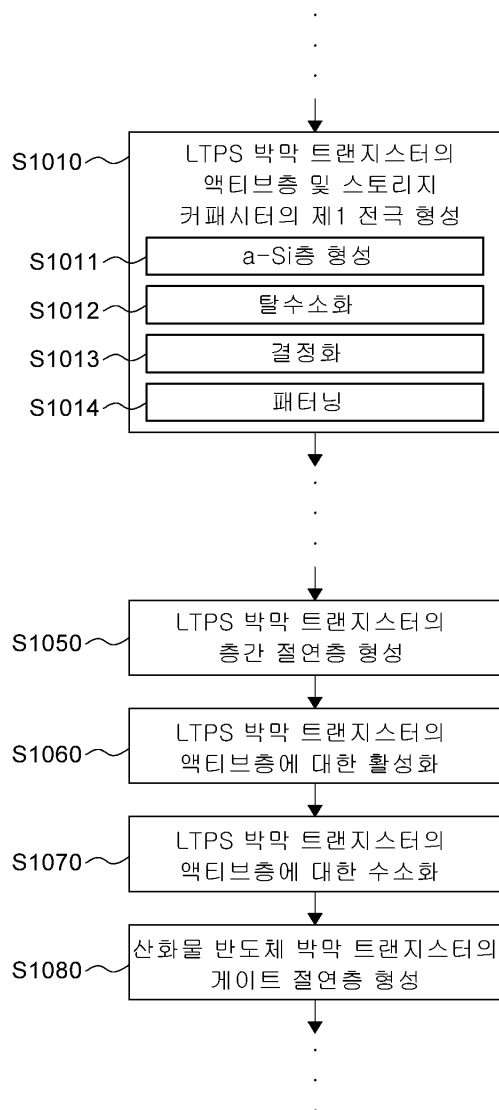 S1010
LTPS 박막 트랜지스터의
액티브층 및 스토리지
커패시터의 제1 전극 형성
S1011
a-Si층 형성
S1012
탈수소화
S1013
결정화
S1014
패터닝
S1050
LTPS 박막 트랜지스터의
층간 절연층 형성
S1060
LTPS 박막 트랜지스터의
액티브층에 대한 활성화
S1070
LTPS 박막 트랜지스터의
액티브층에 대한 수소화
S1080
산화물 반도체 박막 트랜지스터의
게이트 절연층 형성